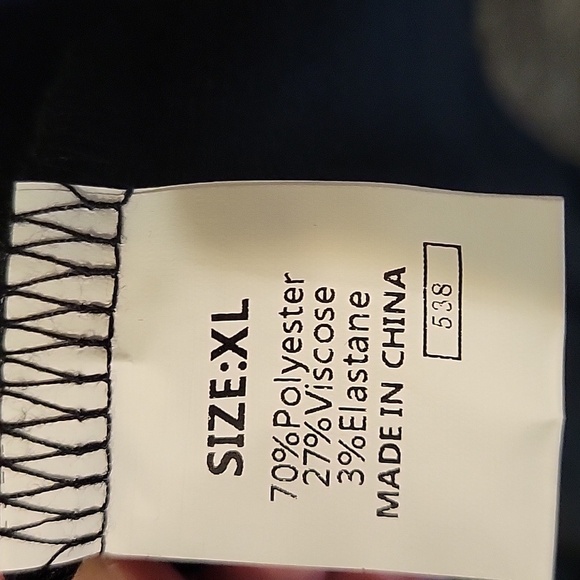 SIZE:XL
70%Polyester
27%Viscose
3%Elastane
MADE IN CHINA
538